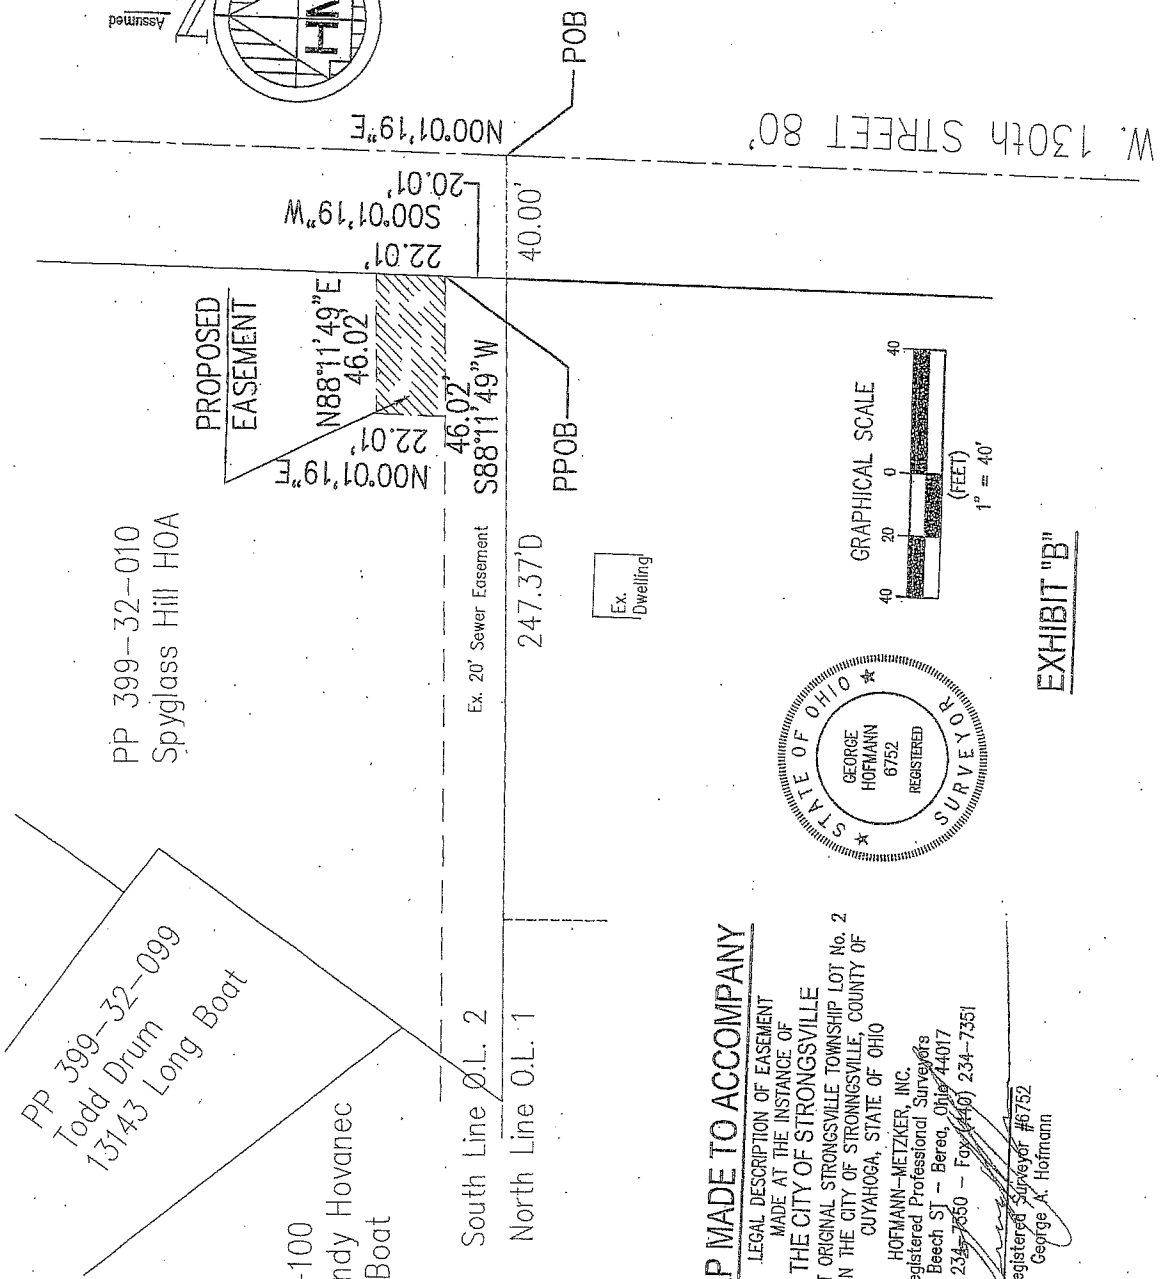 Assumed
HM
N00°01'19"E
POB
W. 130th STREET 80'
20.01'
S00°01'19"W
22.01'
40.00'
PROPOSED
EASEMENT
N88°11'49"E
46.02'
N00°01'19"E
22.01'
46.02'
S88°11'49"W
PPOB
PP 399-32-010
Spyglass Hill HOA
Ex. 20' Sewer Easement
247.37'D
Ex.
Dwelling
GRAPHICAL SCALE
40 20 0 40
(FEET)
1" = 40'
EXHIBIT "B"
STATE OF OHIO
GEORGE
HOFMANN
6752
REGISTERED
SURVEYOR
PP 399-32-099
Todd Drum
13143 Long Boat
-100
Hovanec
Boat
South Line O.L. 2
North Line O.L. 1
P MADE TO ACCOMPANY
LEGAL DESCRIPTION OF EASEMENT
MADE AT THE INSTANCE OF
THE CITY OF STRONGSVILLE
ORIGINAL STRONGSVILLE TOWNSHIP LOT No. 2
N THE CITY OF STRONNGSVILLE, COUNTY OF
CUYAHOGA, STATE OF OHIO
HOFMANN-METZKER, INC.
egistered Professional Surveyors
Beech ST - Berea, Ohio 44017
234-7350 - Fax (440) 234-7351
egistered Surveyor #6752
George A. Hofmann